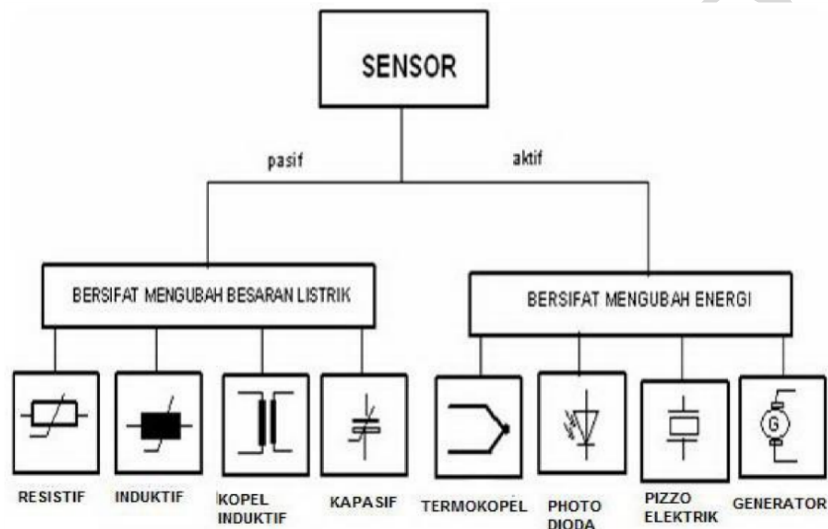 SENSOR
pasif
aktif
BERSIFAT MENGUBAH BESARAN LISTRIK
BERSIFAT MENGUBAH ENERGI
RESISTIF
INDUKTIF
KOPEL
INDUKTIF
KAPASIF
TERMOKOPEL
PHOTO
DIODA
PIZZO
ELEKTRIK
G
GENERATOR